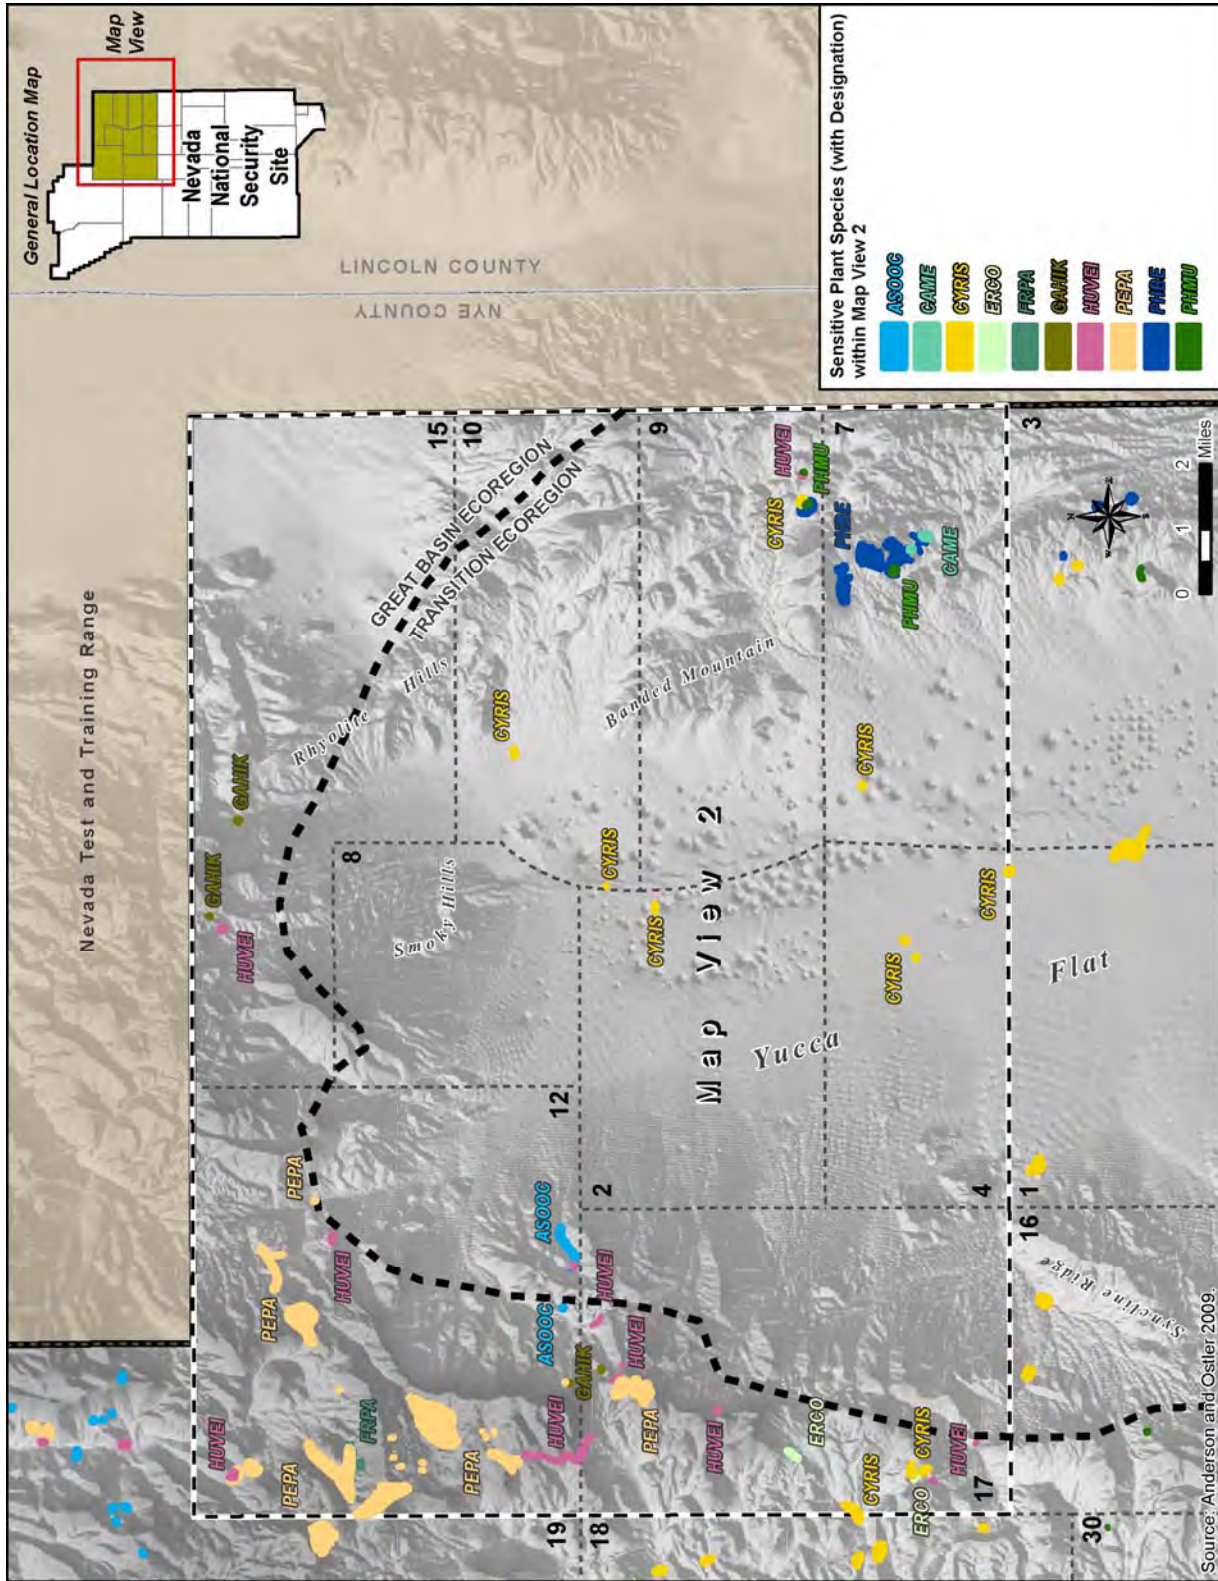 General Location Map
Map
View
Nevada
National
Security
Site
Nevada Test and Training Range
LINCOLN COUNTY
NYE COUNTY
GREAT BASIN ECOREGION
TRANSITION ECOREGION
15
10
9
7
3
8
12
2
4
1
16
17
19
18
30
Rhyolite Hills
Smoky Hills
Banded Mountain
Map View 2
Yucca
Flat
Syncline Ridge
GAHIK
GAHIK
HUVEI
PEPA
HUVEI
PEPA
HUVEI
PEPA
FRPA
PEPA
ASOOC
ASOOC
HUVEI
GAHIK
HUVEI
HUVEI
PEPA
HUVEI
ERCO
CYRIS
CYRIS
ERCO
HUVEI
CYRIS
CYRIS
CYRIS
CYRIS
CYRIS
CYRIS
CYRIS
HUVEI
PHMU
PHBE
PHMU
CAME
Sensitive Plant Species (with Designation)
within Map View 2
ASOOC
CAME
CYRIS
ERCO
FRPA
GAHIK
HUVEI
PEPA
PHBE
PHMU
N
0 1 2
Miles
Source: Anderson and Ostler 2009.